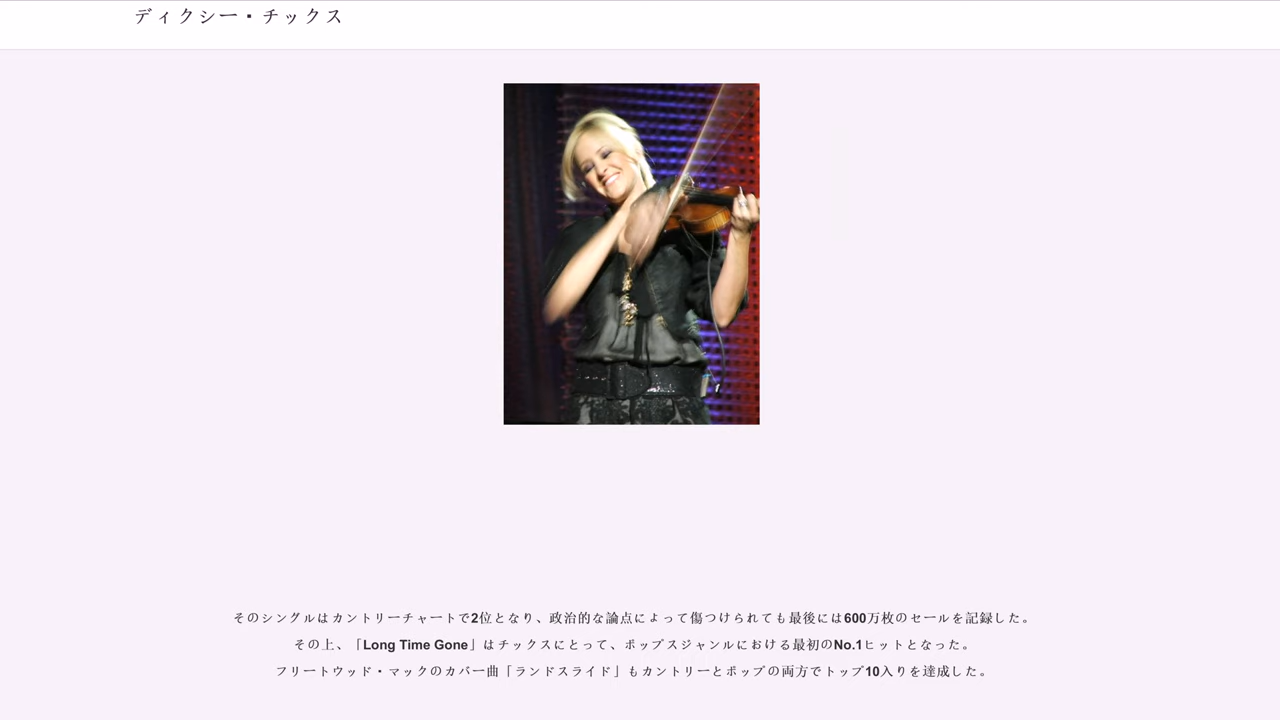 ディクシー・チックス
そのシングルはカントリーチャートで2位となり、政治的な論点によって傷つけられても最後には600万枚のセールを記録した。
その上、「Long Time Gone」はチックスにとって、ポップスジャンルにおける最初のNo.1ヒットとなった。
フリートウッド・マックのカバー曲「ランドスライド」もカントリーとポップの両方でトップ10入りを達成した。